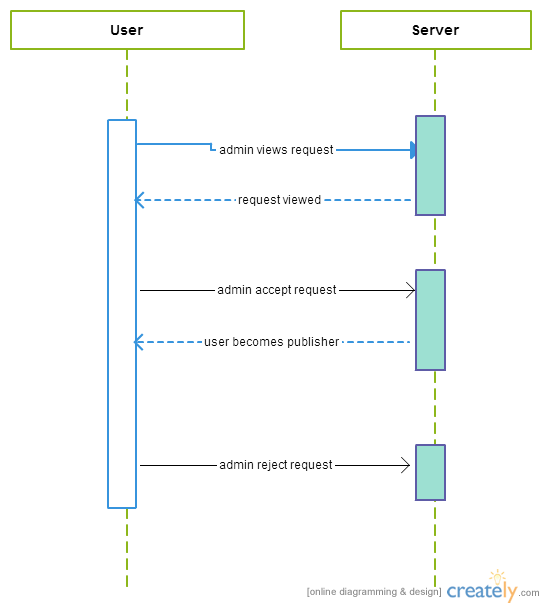 User
Server
admin views request
request viewed
admin accept request
user becomes publisher
admin reject request
[online diagramming & design] creately.com